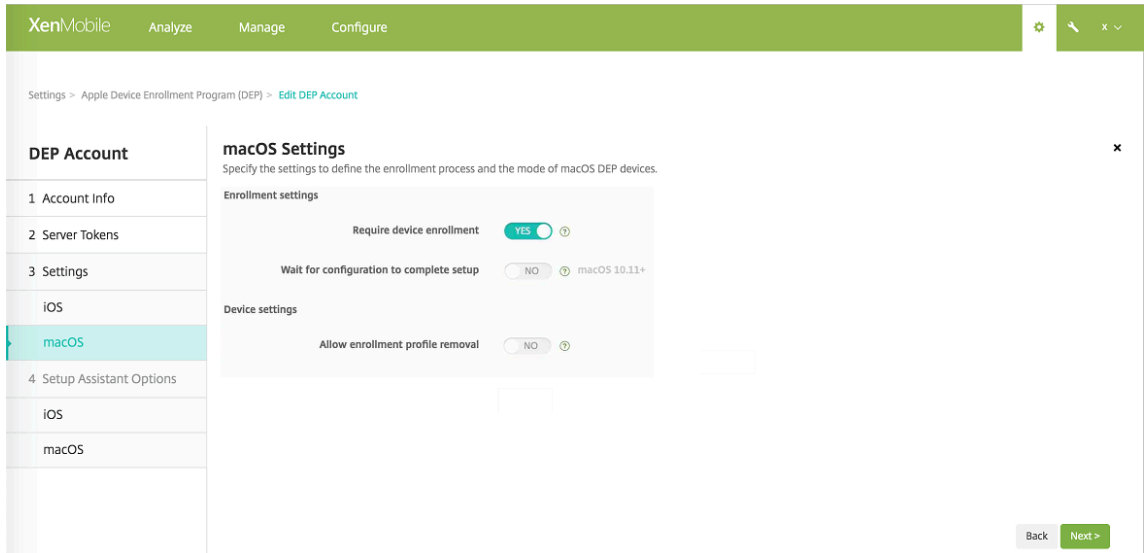 XenMobile Analyze Manage Configure x
Settings > Apple Device Enrollment Program (DEP) > Edit DEP Account
DEP Account
1 Account Info
2 Server Tokens
3 Settings
iOS
macOS
4 Setup Assistant Options
iOS
macOS
macOS Settings
Specify the settings to define the enrollment process and the mode of macOS DEP devices.
Enrollment settings
Require device enrollment YES ?
Wait for configuration to complete setup NO ? macOS 10.11+
Device settings
Allow enrollment profile removal NO ?
Back Next >